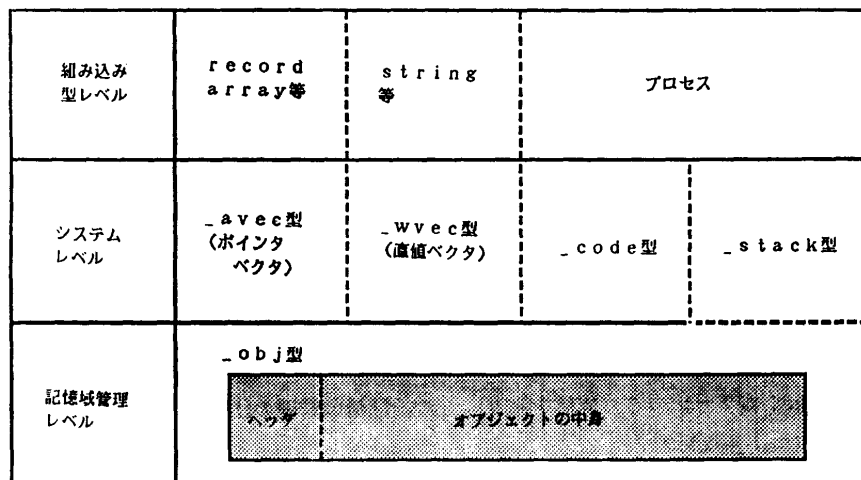 組み込み
型レベル
record
array等
string
等
プロセス
システム
レベル
_avec型
(ポインタ
ベクタ)
_wvec型
(直値ベクタ)
_code型
_stack型
記憶域管理
レベル
_obj型
ヘッダ
オブジェクトの中身